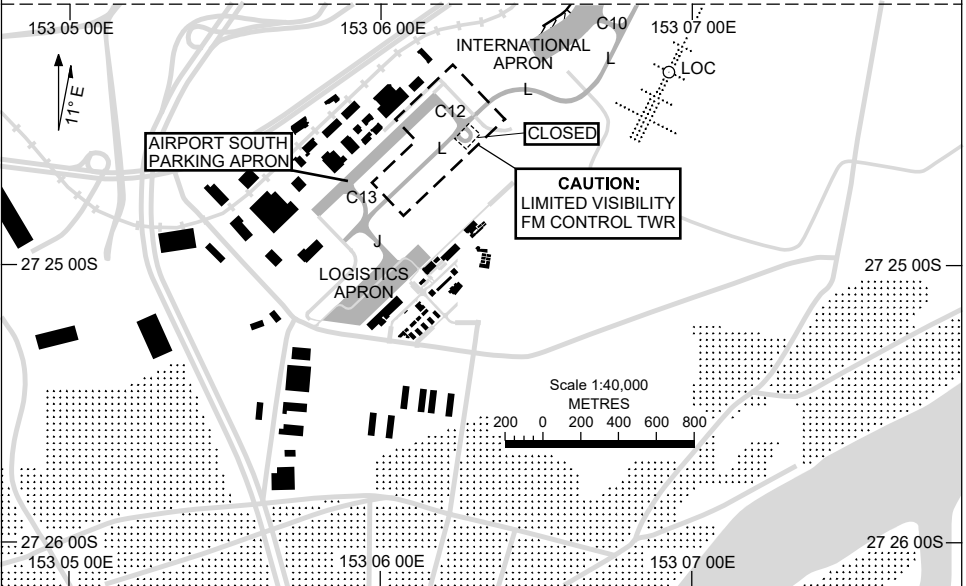 153 05 00E
153 06 00E
153 07 00E
C10
INTERNATIONAL
APRON
L
LOC
11° E
L
C12
CLOSED
AIRPORT SOUTH
PARKING APRON
L
CAUTION:
LIMITED VISIBILITY
FM CONTROL TWR
C13
J
27 25 00S
LOGISTICS
APRON
27 25 00S
Scale 1:40,000
METRES
200 0 200 400 600 800
27 26 00S
27 26 00S
153 05 00E
153 06 00E
153 07 00E